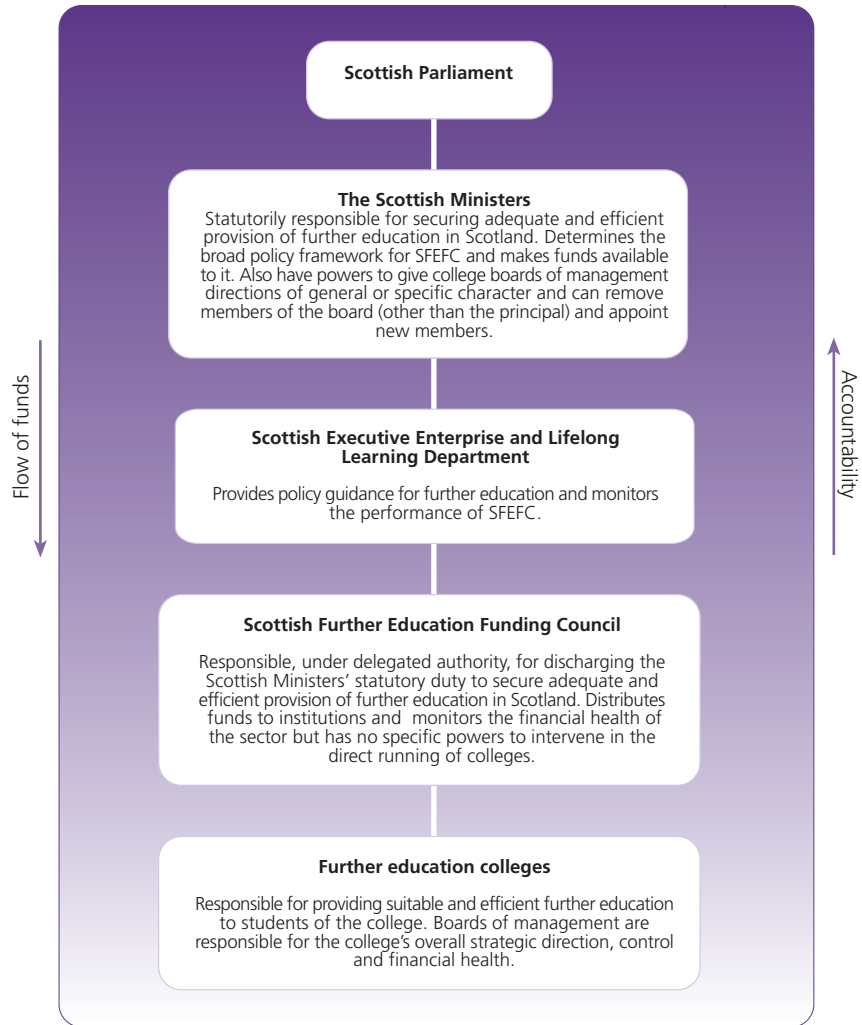 Scottish Parliament
The Scottish Ministers
Statutorily responsible for securing adequate and efficient
provision of further education in Scotland. Determines the
broad policy framework for SFEFC and makes funds available
to it. Also have powers to give college boards of management
directions of general or specific character and can remove
members of the board (other than the principal) and appoint
new members.
Flow of funds
Accountability
Scottish Executive Enterprise and Lifelong
Learning Department
Provides policy guidance for further education and monitors
the performance of SFEFC.
Scottish Further Education Funding Council
Responsible, under delegated authority, for discharging the
Scottish Ministers’ statutory duty to secure adequate and
efficient provision of further education in Scotland. Distributes
funds to institutions and monitors the financial health of
the sector but has no specific powers to intervene in the
direct running of colleges.
Further education colleges
Responsible for providing suitable and efficient further education
to students of the college. Boards of management are
responsible for the college’s overall strategic direction, control
and financial health.